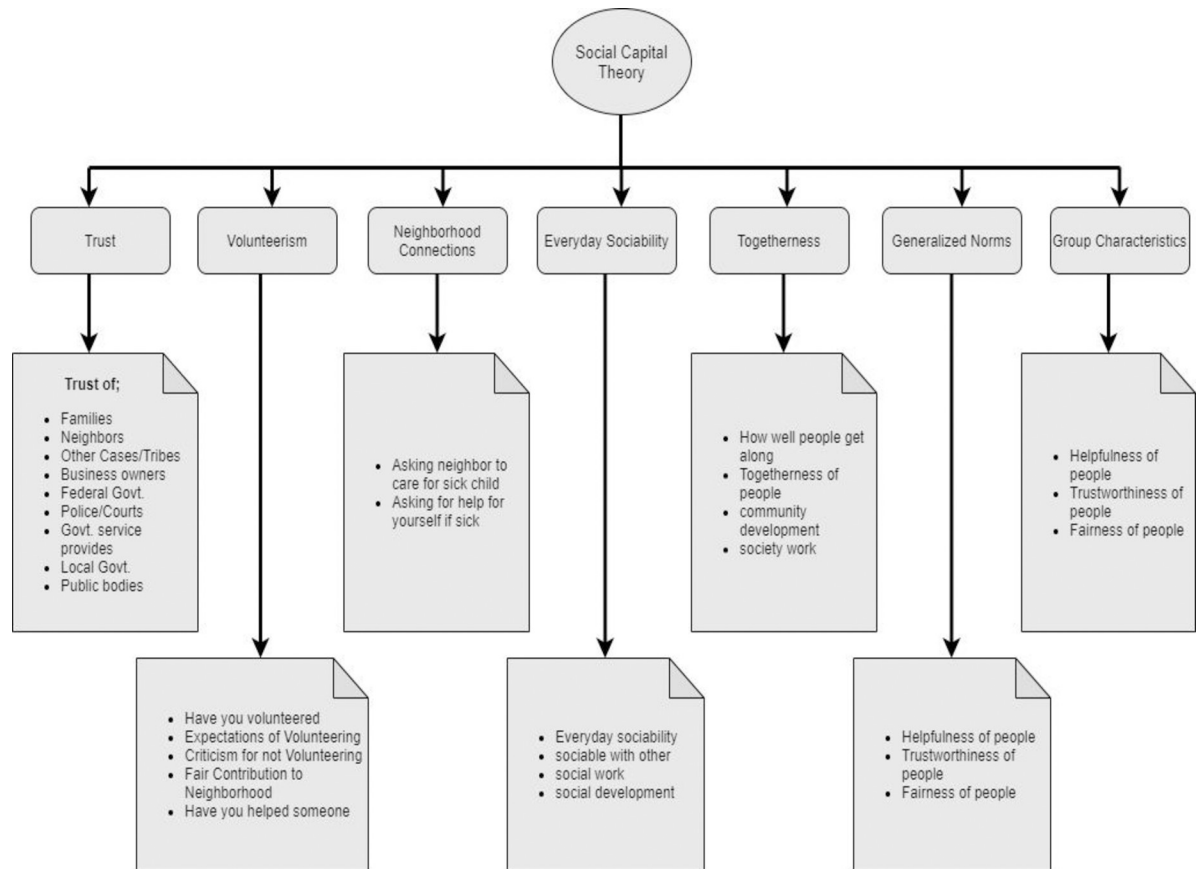 Social Capital
Theory
Trust
Volunteerism
Neighborhood
Connections
Everyday Sociability
Togetherness
Generalized Norms
Group Characteristics
Trust of;
• Families
• Neighbors
• Other Cases/Tribes
• Business owners
• Federal Govt.
• Police/Courts
• Govt. service
provides
• Local Govt.
• Public bodies
• Asking neighbor to
care for sick child
• Asking for help for
yourself if sick
• How well people get
along
• Togetherness of
people
• community
development
• society work
• Helpfulness of
people
• Trustworthiness of
people
• Fairness of people
• Have you volunteered
• Expectations of Volunteering
• Criticism for not Volunteering
• Fair Contribution to
Neighborhood
• Have you helped someone
• Everyday sociability
• sociable with other
• social work
• social development
• Helpfulness of people
• Trustworthiness of
people
• Fairness of people